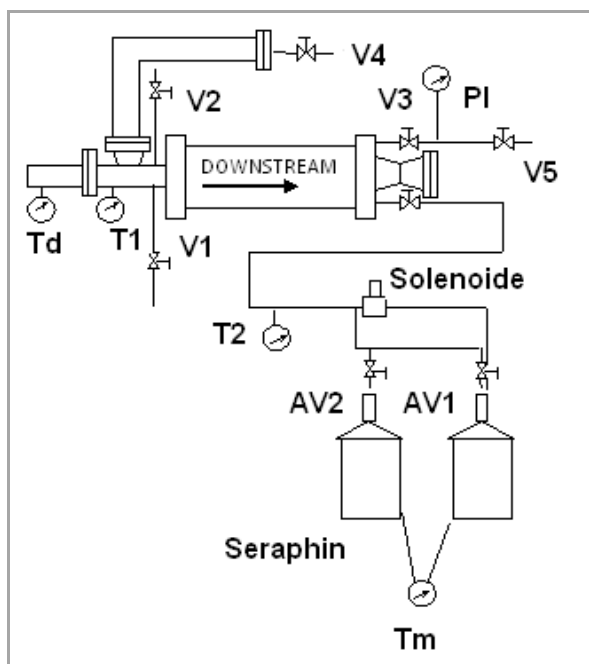 V4
V2
V3
PI
DOWNSTREAM
V5
Td
T1
V1
Solenoide
T2
AV2
AV1
Seraphin
Tm